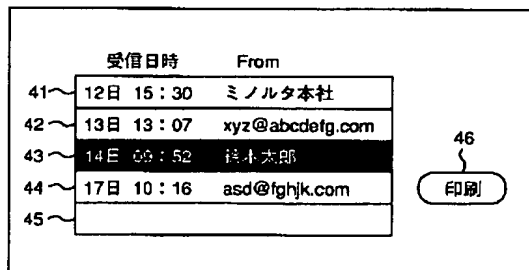 受信日時 From
41 12日 15:30 ミノルタ本社
42 13日 13:07 xyz@abcdefg.com
43 14日 09:52 鈴木太郎
44 17日 10:16 asd@fghjk.com
45
46
印刷